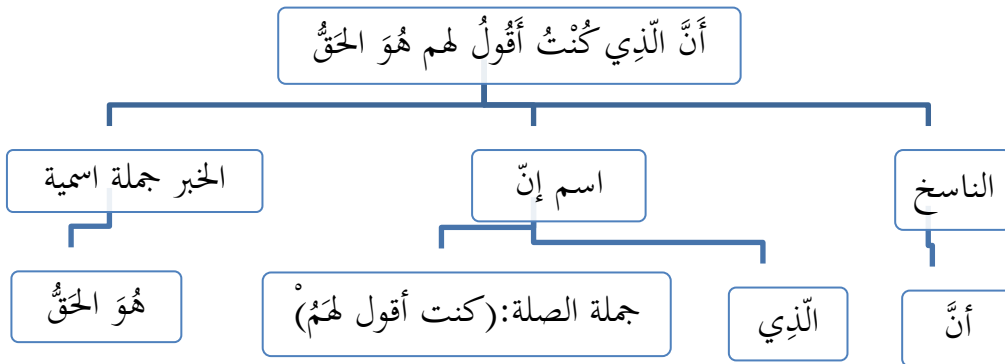 أَنَّ الّذِي كُنْتُ أَقُولُ لهم هُوَ الحَقُّ
الناسخ
اسم إنّ
الخبر جملة اسمية
أنَّ
الّذِي
جملة الصلة:(كنت أقول لهَمُْ)
هُوَ الحَقُّ